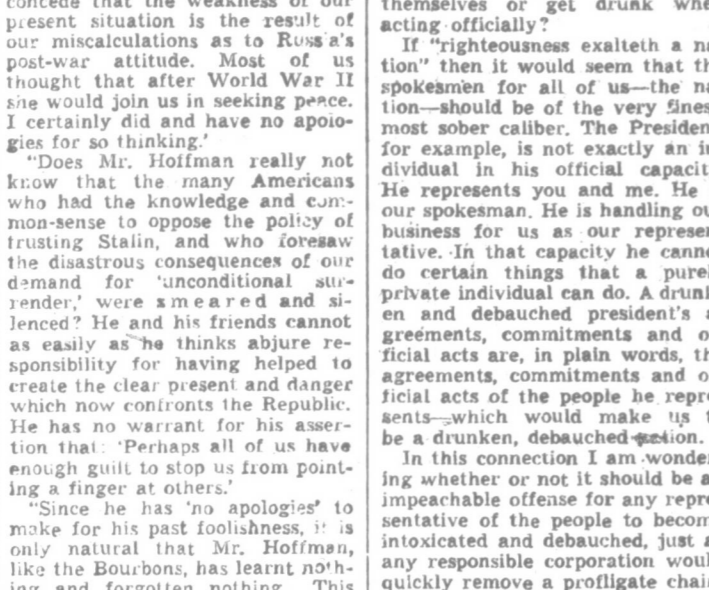 concede that the weakness of our
present situation is the result of
our miscalculations as to Russ'a's
post-war attitude. Most of us
thought that after World War II
she would join us in seeking peace.
I certainly did and have no apolo-
gies for so thinking.'
"Does Mr. Hoffman really not
know that the many Americans
who had the knowledge and com-
mon-sense to oppose the policy of
trusting Stalin, and who foresaw
the disastrous consequences of our
demand for 'unconditional sur-
render,' were smeared and si-
lenced? He and his friends cannot
as easily as he thinks abjure re-
sponsibility for having helped to
create the clear present and danger
which now confronts the Republic.
He has no warrant for his asser-
tion that: 'Perhaps all of us have
enough guilt to stop us from point-
ing a finger at others.'
"Since he has 'no apologies' to
make for his past foolishness, it is
only natural that Mr. Hoffman,
like the Bourbons, has learnt noth-
ing and forgotten nothing. This
themselves or get drunk whe
acting officially?
If "righteousness exalteth a na
tion" then it would seem that th
spokesmen for all of us—the na
tion—should be of the very fines
most sober caliber. The Presiden
for example, is not exactly an in
dividual in his official capacit
He represents you and me. He
our spokesman. He is handling ou
business for us as our represen
tative. In that capacity he canno
do certain things that a purel
private individual can do. A drunk
en and debauched president's a
greements, commitments and o
ficial acts are, in plain words, th
agreements, commitments and o
ficial acts of the people he repre
sents—which would make us t
be a drunken, debauched nation.
In this connection I am wonder
ing whether or not it should be a
impeachable offense for any repre
sentative of the people to becom
intoxicated and debauched, just a
any responsible corporation woul
quickly remove a profligate chai